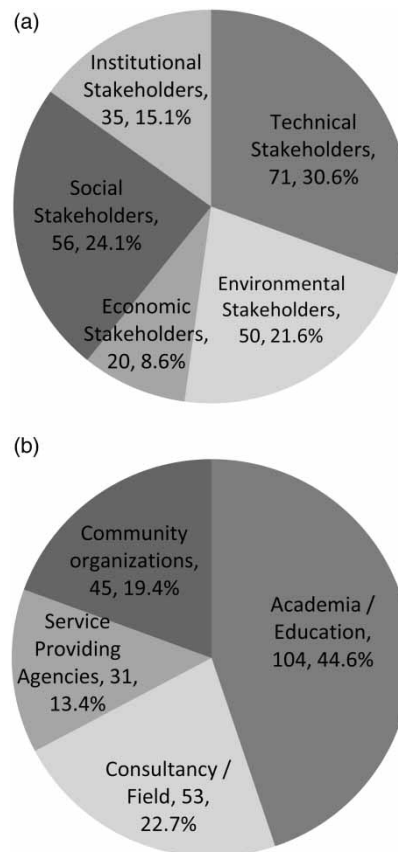 (a)
Institutional
Stakeholders,
35, 15.1%
Technical
Stakeholders,
71, 30.6%
Social
Stakeholders,
56, 24.1%
Environmental
Stakeholders,
50, 21.6%
Economic
Stakeholders,
20, 8.6%
(b)
Community
organizations,
45, 19.4%
Academia /
Education,
104, 44.6%
Service
Providing
Agencies, 31,
13.4%
Consultancy /
Field, 53,
22.7%